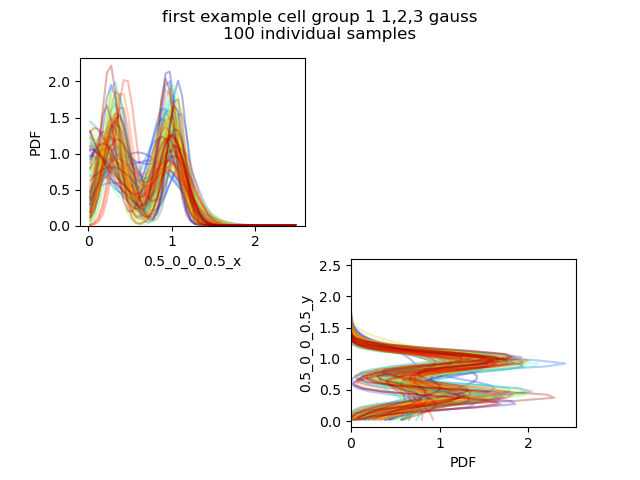 first example cell group 1 1,2,3 gauss
100 individual samples
2.0
1.5
1.0
0.5
0.0
PDF
0
1
2
0.5_0_0_0.5_x
2.5
2.0
1.5
1.0
0.5
0.0
0.5_0_0_0.5_y
0
1
2
PDF